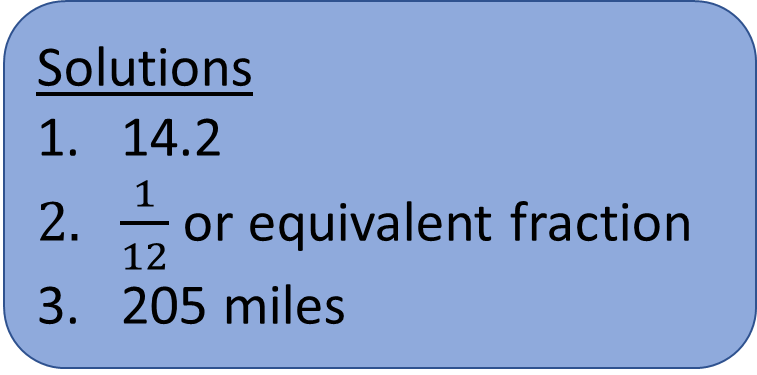 Solutions
1. 14.2
2. 1/12 or equivalent fraction
3. 205 miles